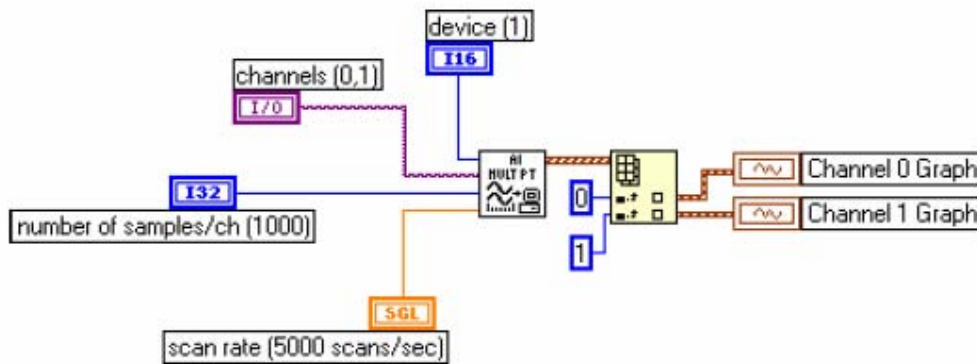 device (1)
I16
channels (0,1)
I/O
AI
MULT PT
I32
number of samples/ch (1000)
0
1
Channel 0 Graph
Channel 1 Graph
SGL
scan rate (5000 scans/sec)